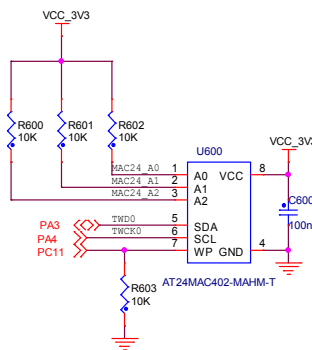 VCC_3V3
R600
10K
R601
10K
R602
10K
U600
VCC_3V3
MAC24_A0
MAC24_A1
MAC24_A2
1
2
3
A0
A1
A2
VCC
8
C600
100n
PA3
PA4
PC11
TWD0
TWCK0
5
6
7
SDA
SCL
WP
GND
4
AT24MAC402-MAHM-T
R603
10K